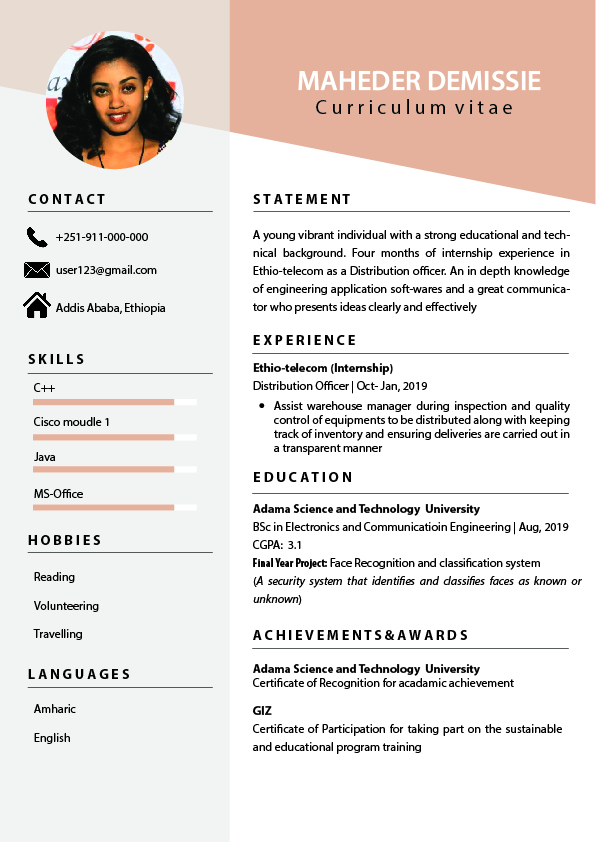 MAHEDER DEMISSIE
Curriculum vitae
CONTACT
+251-911-000-000
user123@gmail.com
Addis Ababa, Ethiopia
SKILLS
C++
Cisco moudle 1
Java
MS-Office
HOBBIES
Reading
Volunteering
Travelling
LANGUAGES
Amharic
English
STATEMENT
A young vibrant individual with a strong educational and tech-
nical background. Four months of internship experience in
Ethio-telecom as a Distribution officer. An in depth knowledge
of engineering application soft-wares and a great communica-
tor who presents ideas clearly and effectively
EXPERIENCE
Ethio-telecom (Internship)
Distribution Officer | Oct- Jan, 2019
• Assist warehouse manager during inspection and quality
control of equipments to be distributed along with keeping
track of inventory and ensuring deliveries are carried out in
a transparent manner
EDUCATION
Adama Science and Technology University
BSc in Electronics and Communicatioin Engineering | Aug, 2019
CGPA: 3.1
Final Year Project: Face Recognition and classification system
(A security system that identifies and classifies faces as known or
unknown)
ACHIEVEMENTS&AWARDS
Adama Science and Technology University
Certificate of Recognition for acadamic achievement
GIZ
Certificate of Participation for taking part on the sustainable
and educational program training